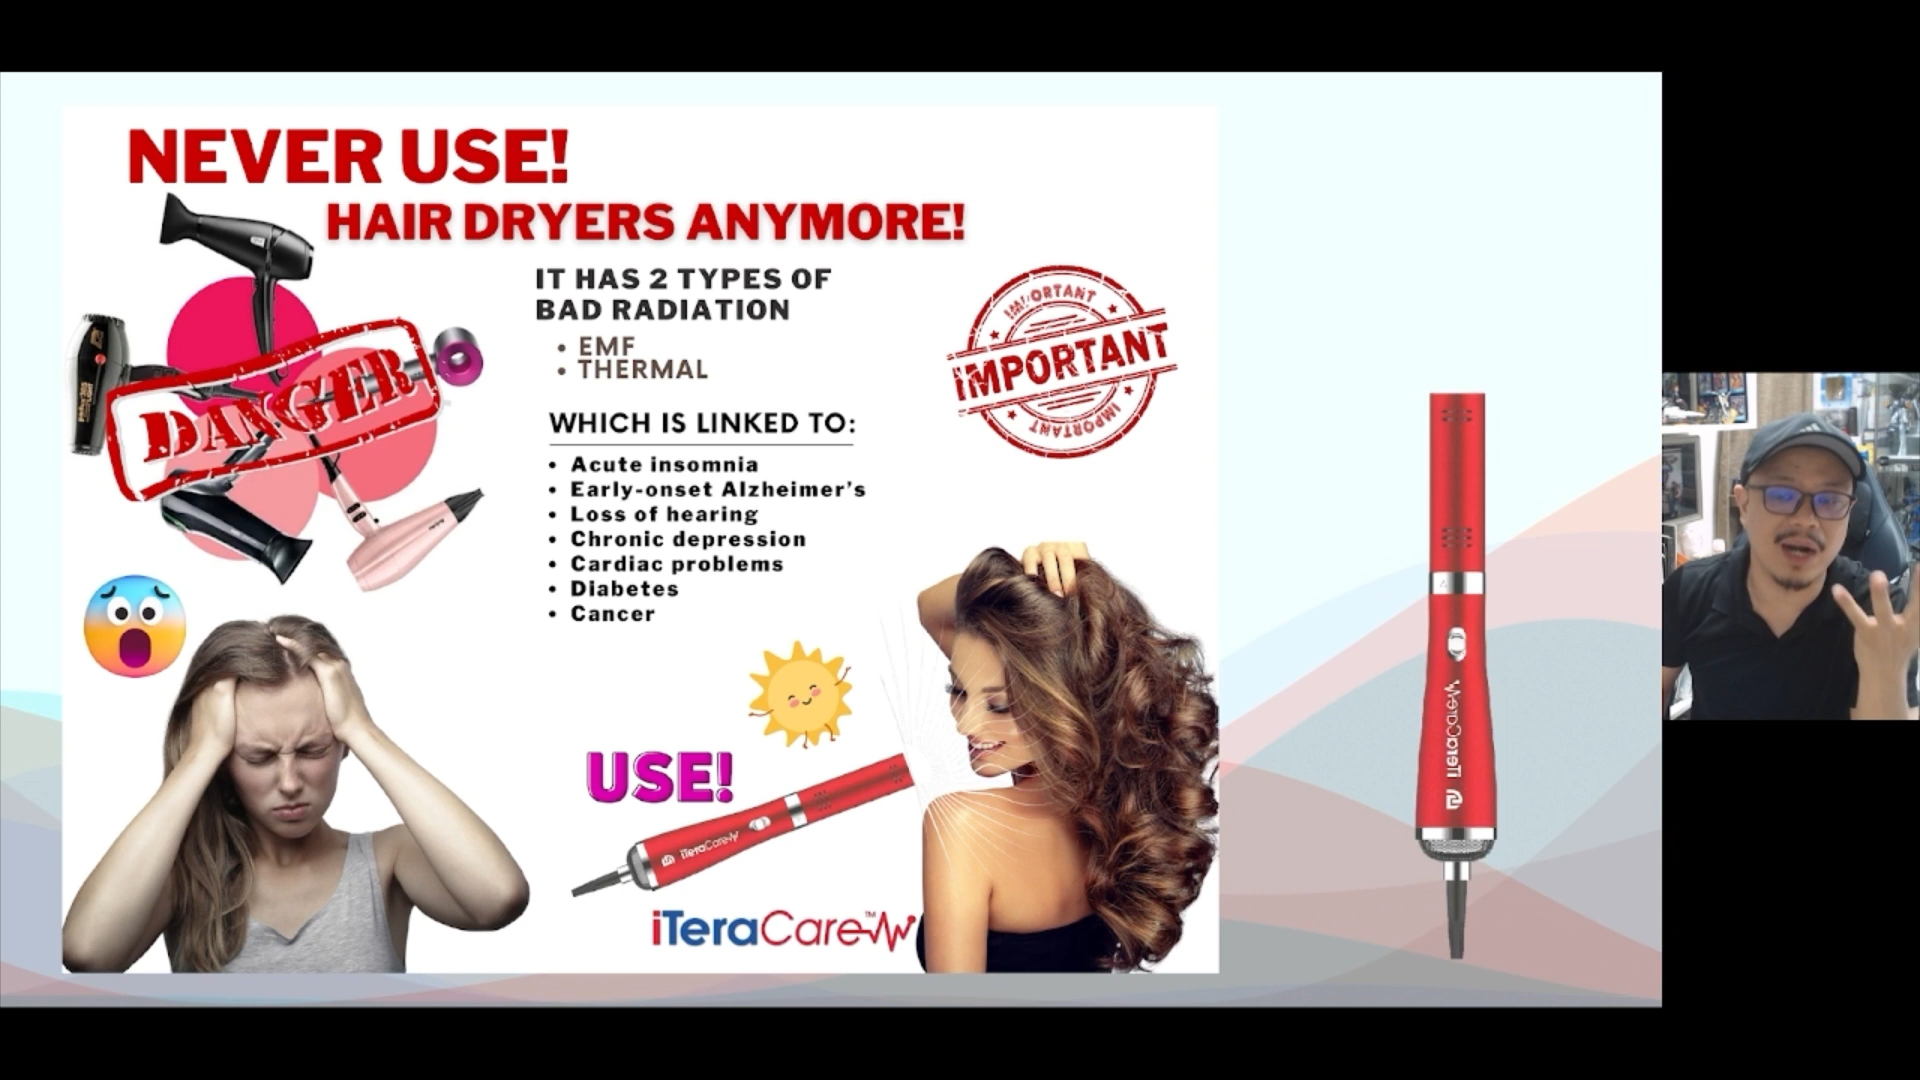 NEVER USE!
HAIR DRYERS ANYMORE!
IT HAS 2 TYPES OF
BAD RADIATION
• EMF
• THERMAL
IMPORTANT
IMPORTANT
IMPORTANT
DANGER
WHICH IS LINKED TO:
• Acute insomnia
• Early-onset Alzheimer's
• Loss of hearing
• Chronic depression
• Cardiac problems
• Diabetes
• Cancer
USE!
iTeraCare
iTeraCare™
iTeraCare